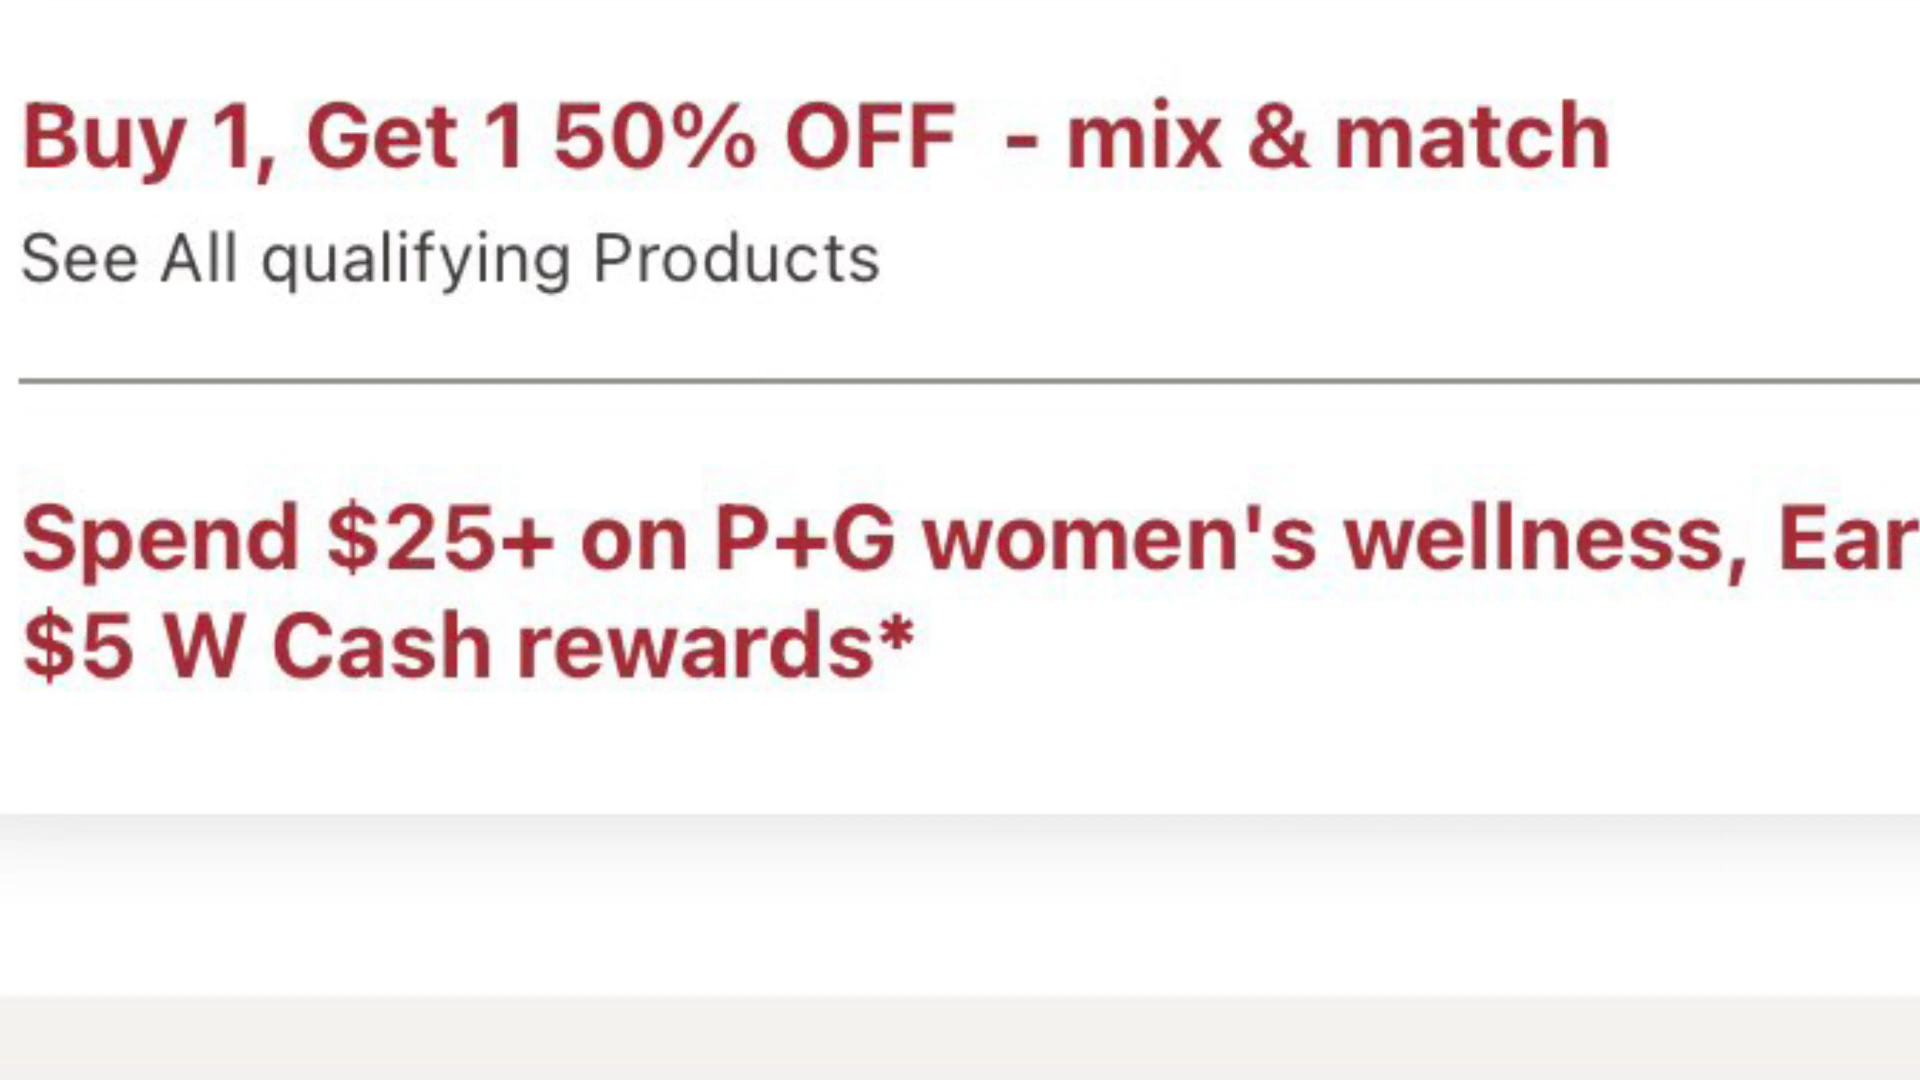 Buy 1, Get 1 50% OFF - mix & match
See All qualifying Products
Spend $25+ on P+G women's wellness, Ear
$5 W Cash rewards*